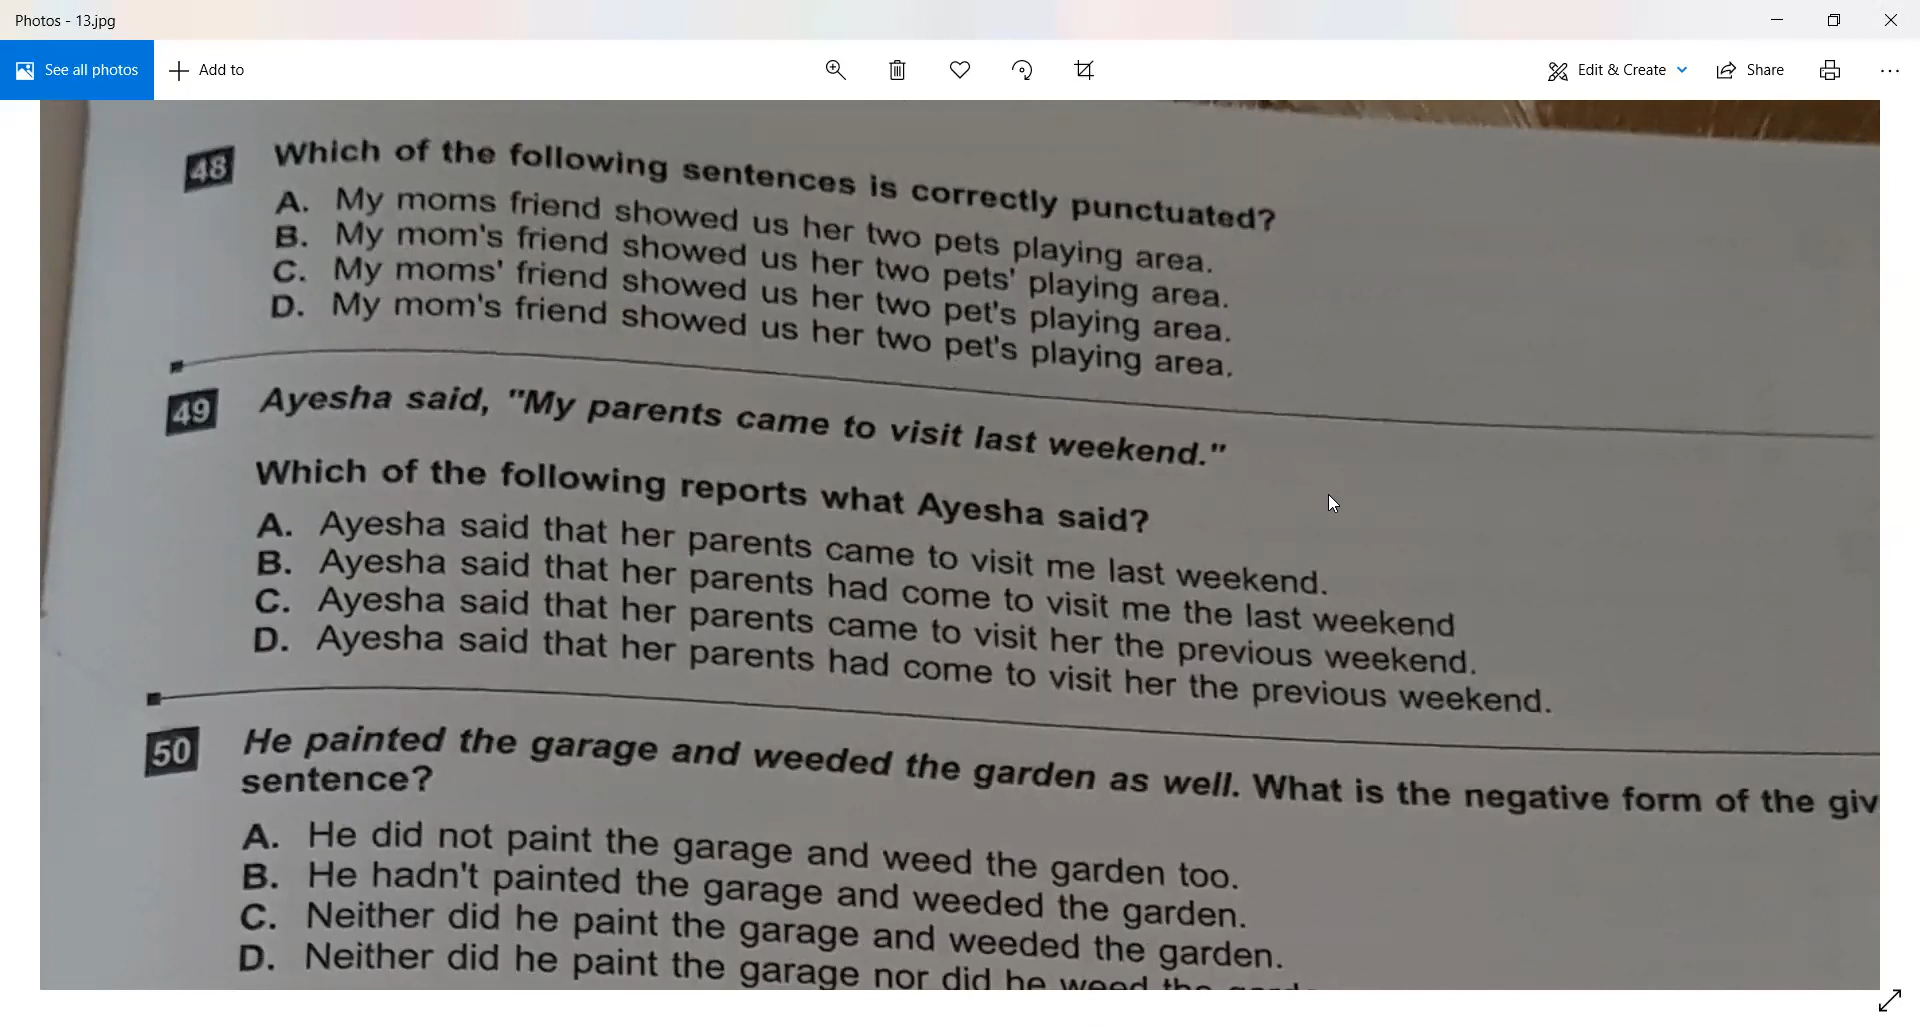 Photos - 13.jpg
See all photos
Add to
Edit & Create
Share
48 Which of the following sentences is correctly punctuated?
A. My moms friend showed us her two pets playing area.
B. My mom's friend showed us her two pets' playing area.
C. My moms' friend showed us her two pet's playing area.
D. My mom's friend showed us her two pet's playing area.
49 Ayesha said, "My parents came to visit last weekend."
Which of the following reports what Ayesha said?
A. Ayesha said that her parents came to visit me last weekend.
B. Ayesha said that her parents had come to visit me the last weekend
C. Ayesha said that her parents came to visit her the previous weekend.
D. Ayesha said that her parents had come to visit her the previous weekend.
50 He painted the garage and weeded the garden as well. What is the negative form of the giv
sentence?
A. He did not paint the garage and weed the garden too.
B. He hadn't painted the garage and weeded the garden.
C. Neither did he paint the garage and weeded the garden.
D. Neither did he paint the garage nor did he weed the